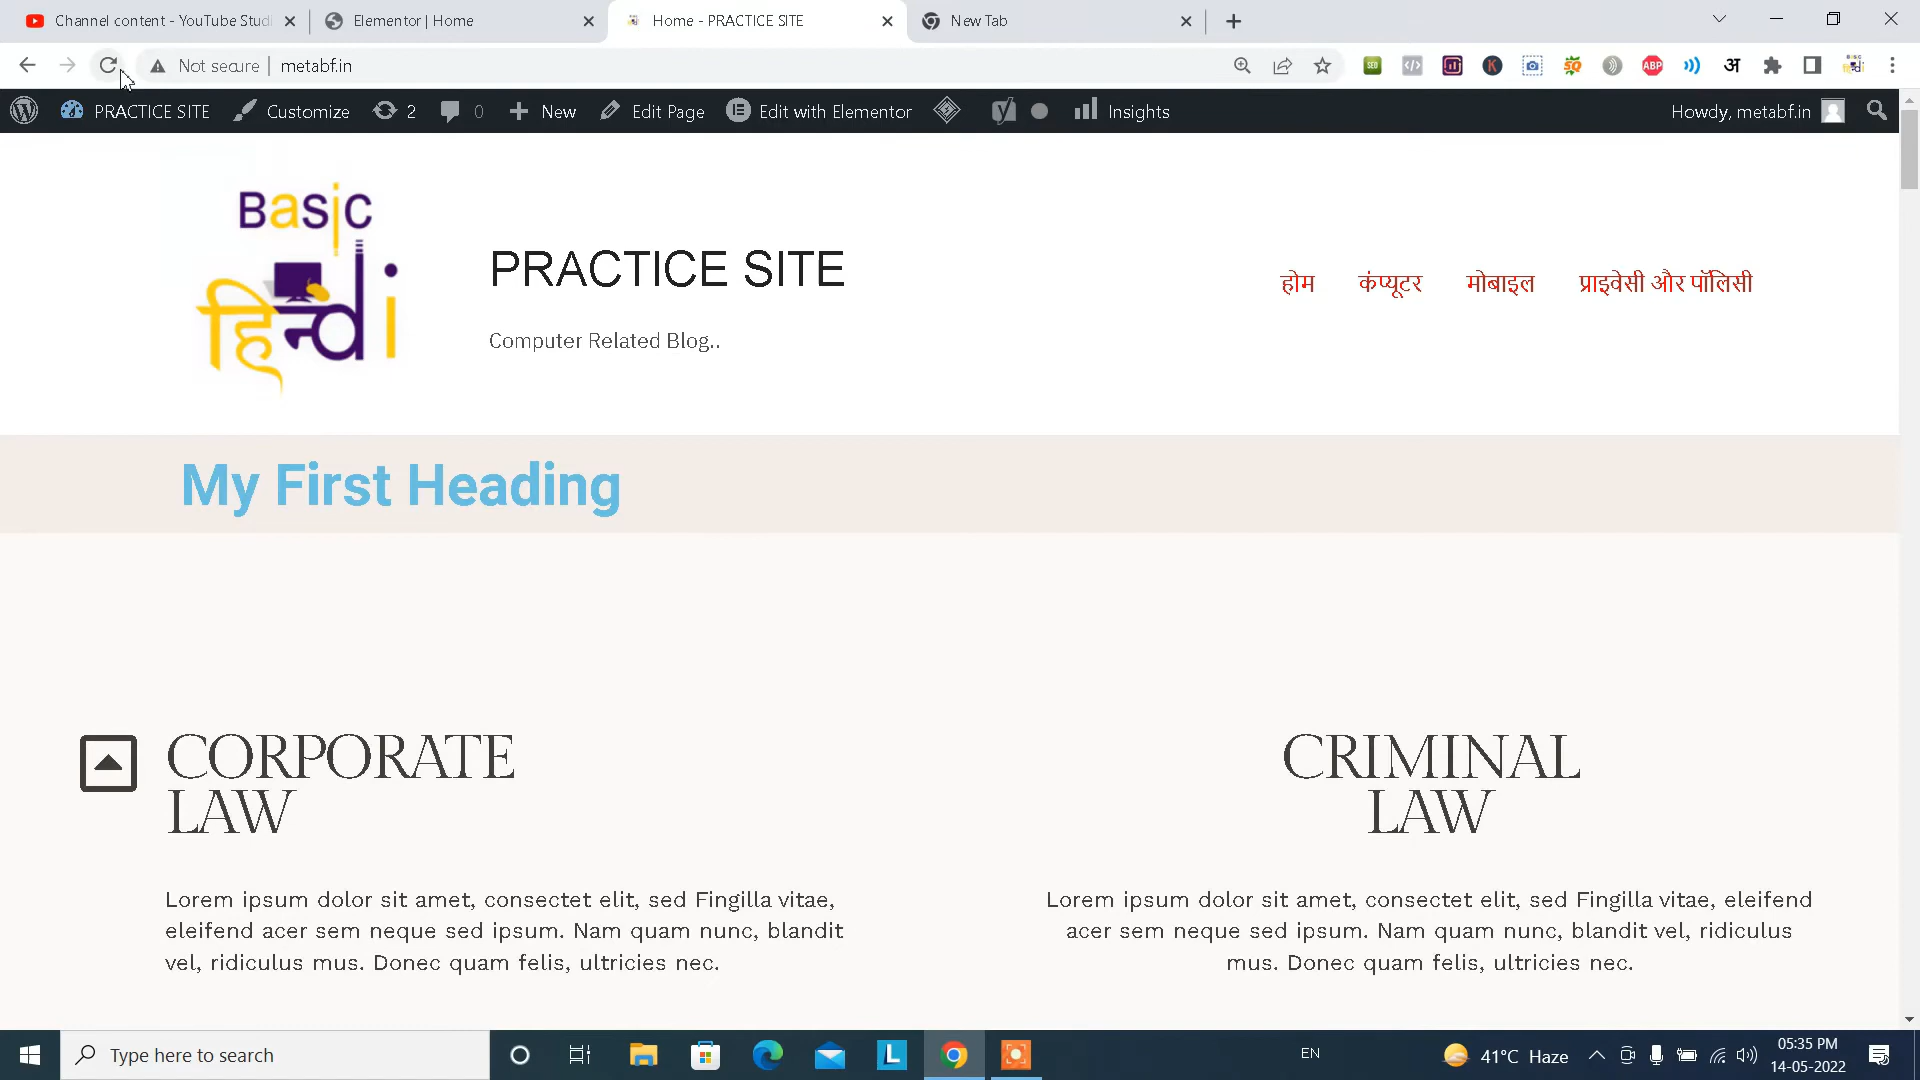 Channel content - YouTube Studi
Elementor | Home
Home - PRACTICE SITE
New Tab
Not secure
metabf.in
SEO
K
SQ
ABP
अ
PRACTICE SITE
Customize
2
0
New
Edit Page
Edit with Elementor
Insights
Howdy, metabf.in
Basic
हिन्दी
PRACTICE SITE
Computer Related Blog..
होम
कंप्यूटर
मोबाइल
प्राइवेसी और पॉलिसी
My First Heading
CORPORATE
LAW
Lorem ipsum dolor sit amet, consectet elit, sed Fingilla vitae,
eleifend acer sem neque sed ipsum. Nam quam nunc, blandit
vel, ridiculus mus. Donec quam felis, ultricies nec.
CRIMINAL
LAW
Lorem ipsum dolor sit amet, consectet elit, sed Fingilla vitae, eleifend
acer sem neque sed ipsum. Nam quam nunc, blandit vel, ridiculus
mus. Donec quam felis, ultricies nec.
Type here to search
L
EN
41°C Haze
05:35 PM
14-05-2022